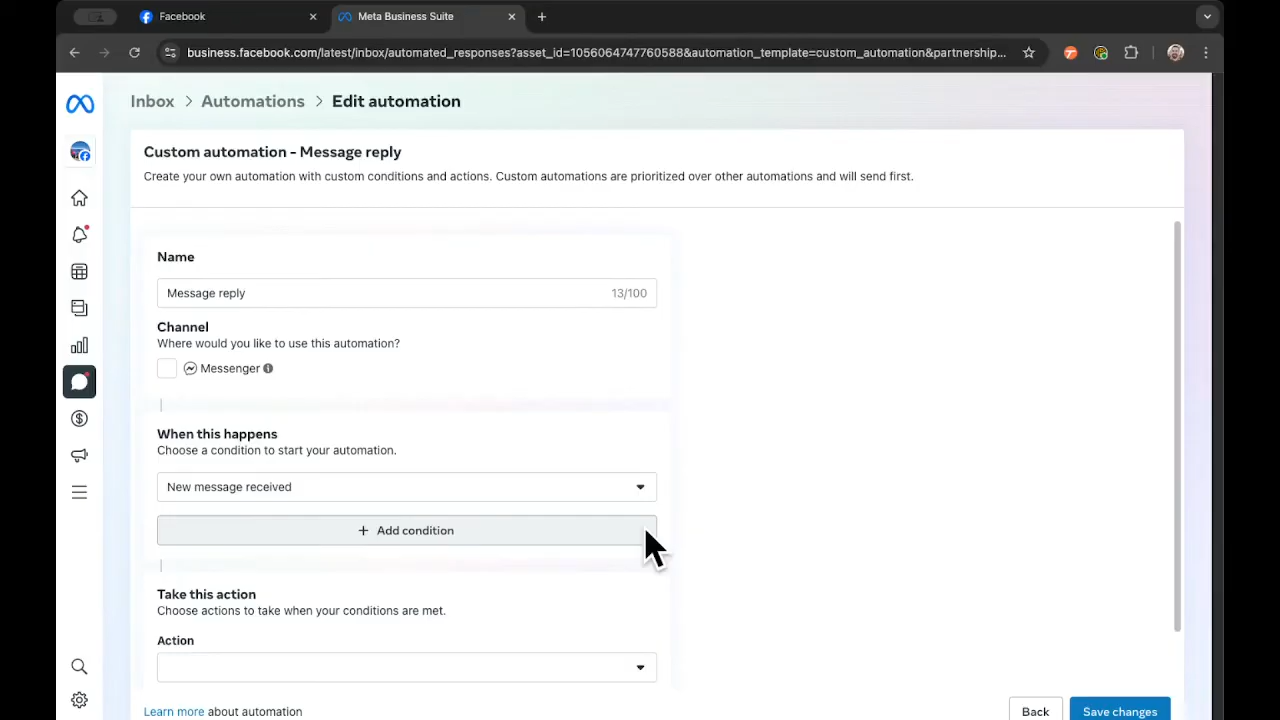 Facebook
Meta Business Suite
business.facebook.com/latest/inbox/automated_responses?asset_id=1056064747760588&automation_template=custom_automation&partnership...
Inbox > Automations > Edit automation
Custom automation - Message reply
Create your own automation with custom conditions and actions. Custom automations are prioritized over other automations and will send first.
Name
Message reply 13/100
Channel
Where would you like to use this automation?
Messenger
When this happens
Choose a condition to start your automation.
New message received
+ Add condition
Take this action
Choose actions to take when your conditions are met.
Action
Learn more about automation
Back
Save changes